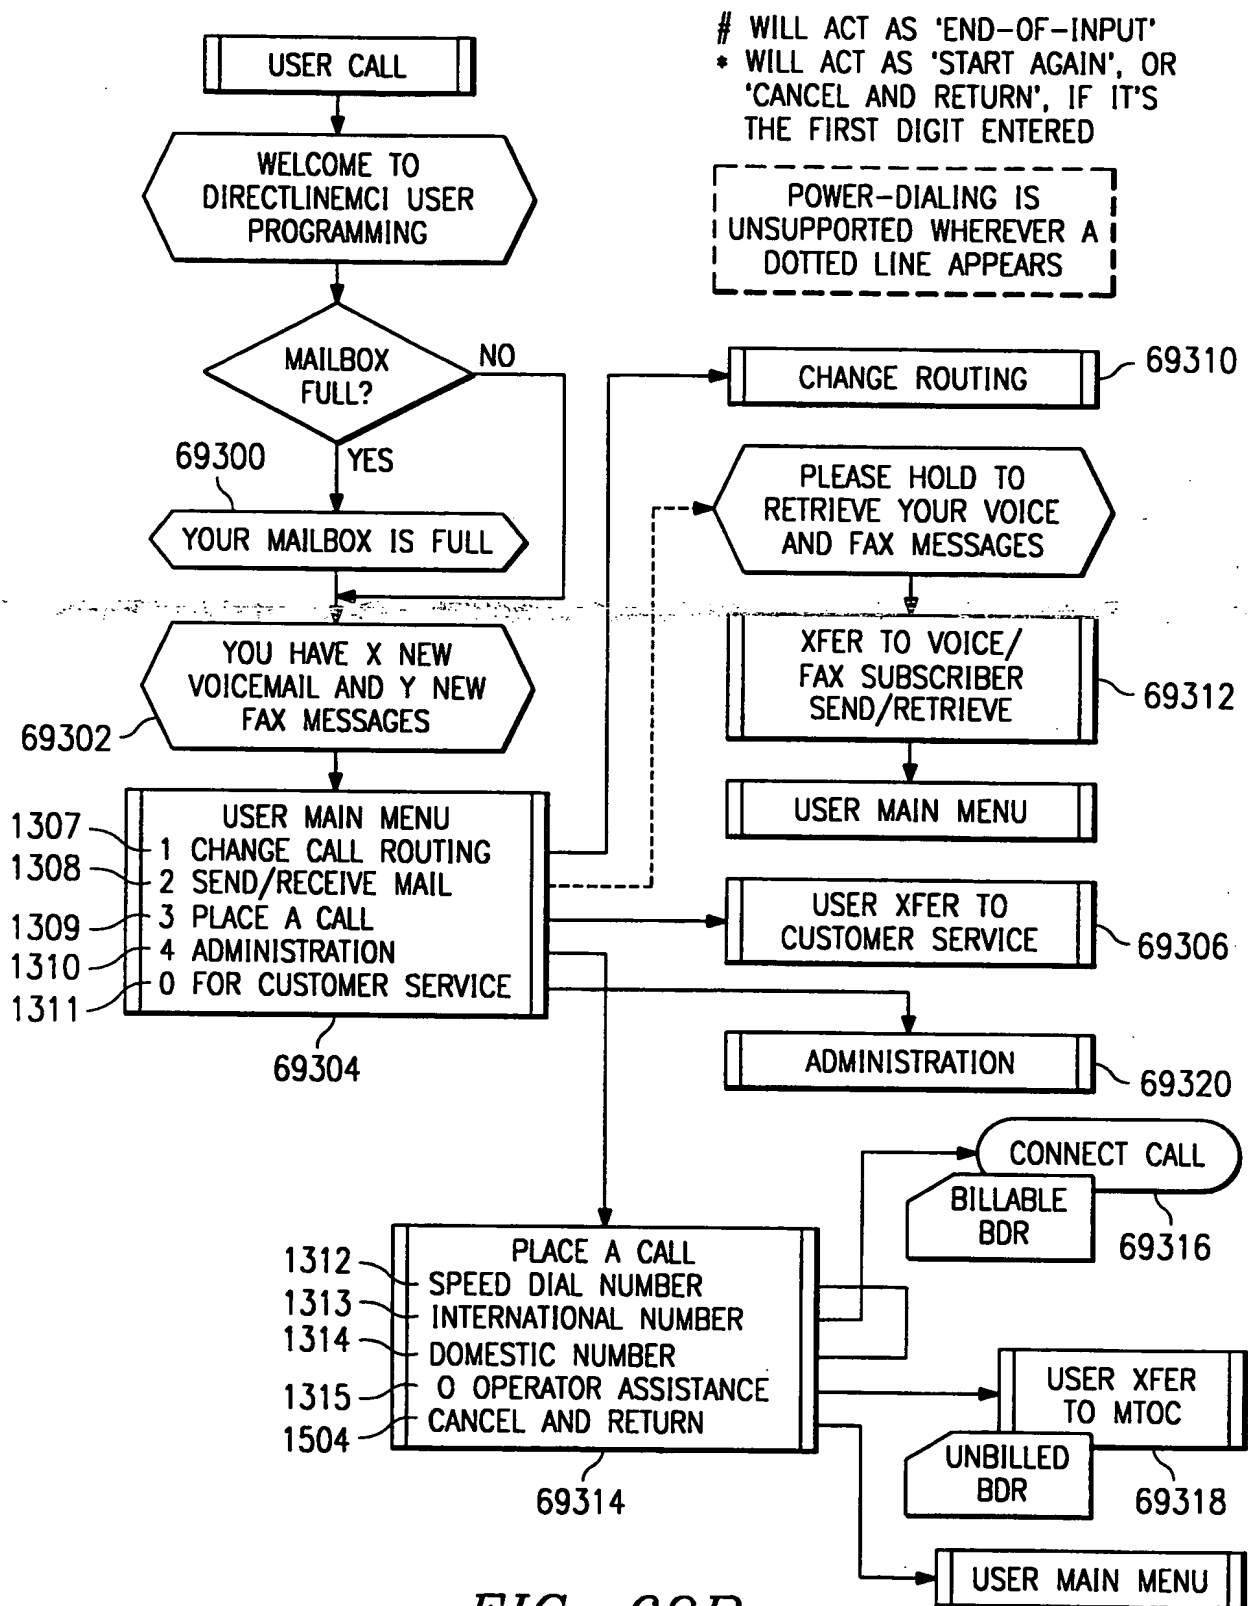 # WILL ACT AS 'END-OF-INPUT'
* WILL ACT AS 'START AGAIN', OR
'CANCEL AND RETURN', IF IT'S
THE FIRST DIGIT ENTERED
USER CALL
WELCOME TO
DIRECTLINEMCI USER
PROGRAMMING
POWER-DIALING IS
UNSUPPORTED WHEREVER A
DOTTED LINE APPEARS
MAILBOX
FULL?
NO
YES
69300
YOUR MAILBOX IS FULL
CHANGE ROUTING
69310
PLEASE HOLD TO
RETRIEVE YOUR VOICE
AND FAX MESSAGES
YOU HAVE X NEW
VOICEMAIL AND Y NEW
FAX MESSAGES
69302
XFER TO VOICE/
FAX SUBSCRIBER
SEND/RETRIEVE
69312
USER MAIN MENU
USER MAIN MENU
1307 1 CHANGE CALL ROUTING
1308 2 SEND/RECEIVE MAIL
1309 3 PLACE A CALL
1310 4 ADMINISTRATION
1311 0 FOR CUSTOMER SERVICE
69304
USER XFER TO
CUSTOMER SERVICE
69306
ADMINISTRATION
69320
CONNECT CALL
BILLABLE
BDR
69316
PLACE A CALL
1312 SPEED DIAL NUMBER
1313 INTERNATIONAL NUMBER
1314 DOMESTIC NUMBER
1315 0 OPERATOR ASSISTANCE
1504 CANCEL AND RETURN
69314
USER XFER
TO MTOC
UNBILLED
BDR
69318
USER MAIN MENU